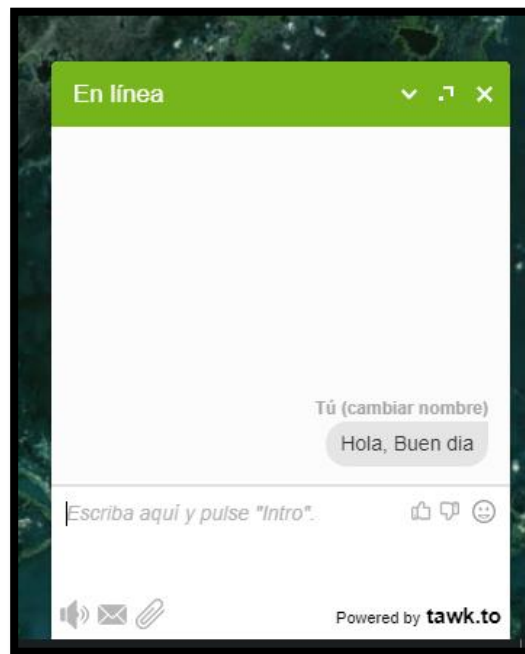 En línea
Tú (cambiar nombre)
Hola, Buen dia
Escriba aquí y pulse "Intro".
Powered by tawk.to